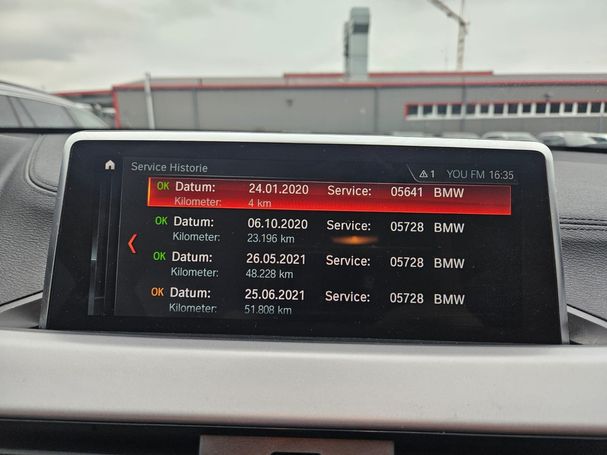 Service Historie
1 YOU FM 16:35
OK Datum: 24.01.2020 Service: 05641 BMW
Kilometer: 4 km
OK Datum: 06.10.2020 Service: 05728 BMW
Kilometer: 23.196 km
OK Datum: 26.05.2021 Service: 05728 BMW
Kilometer: 48.228 km
OK Datum: 25.06.2021 Service: 05728 BMW
Kilometer: 51.808 km